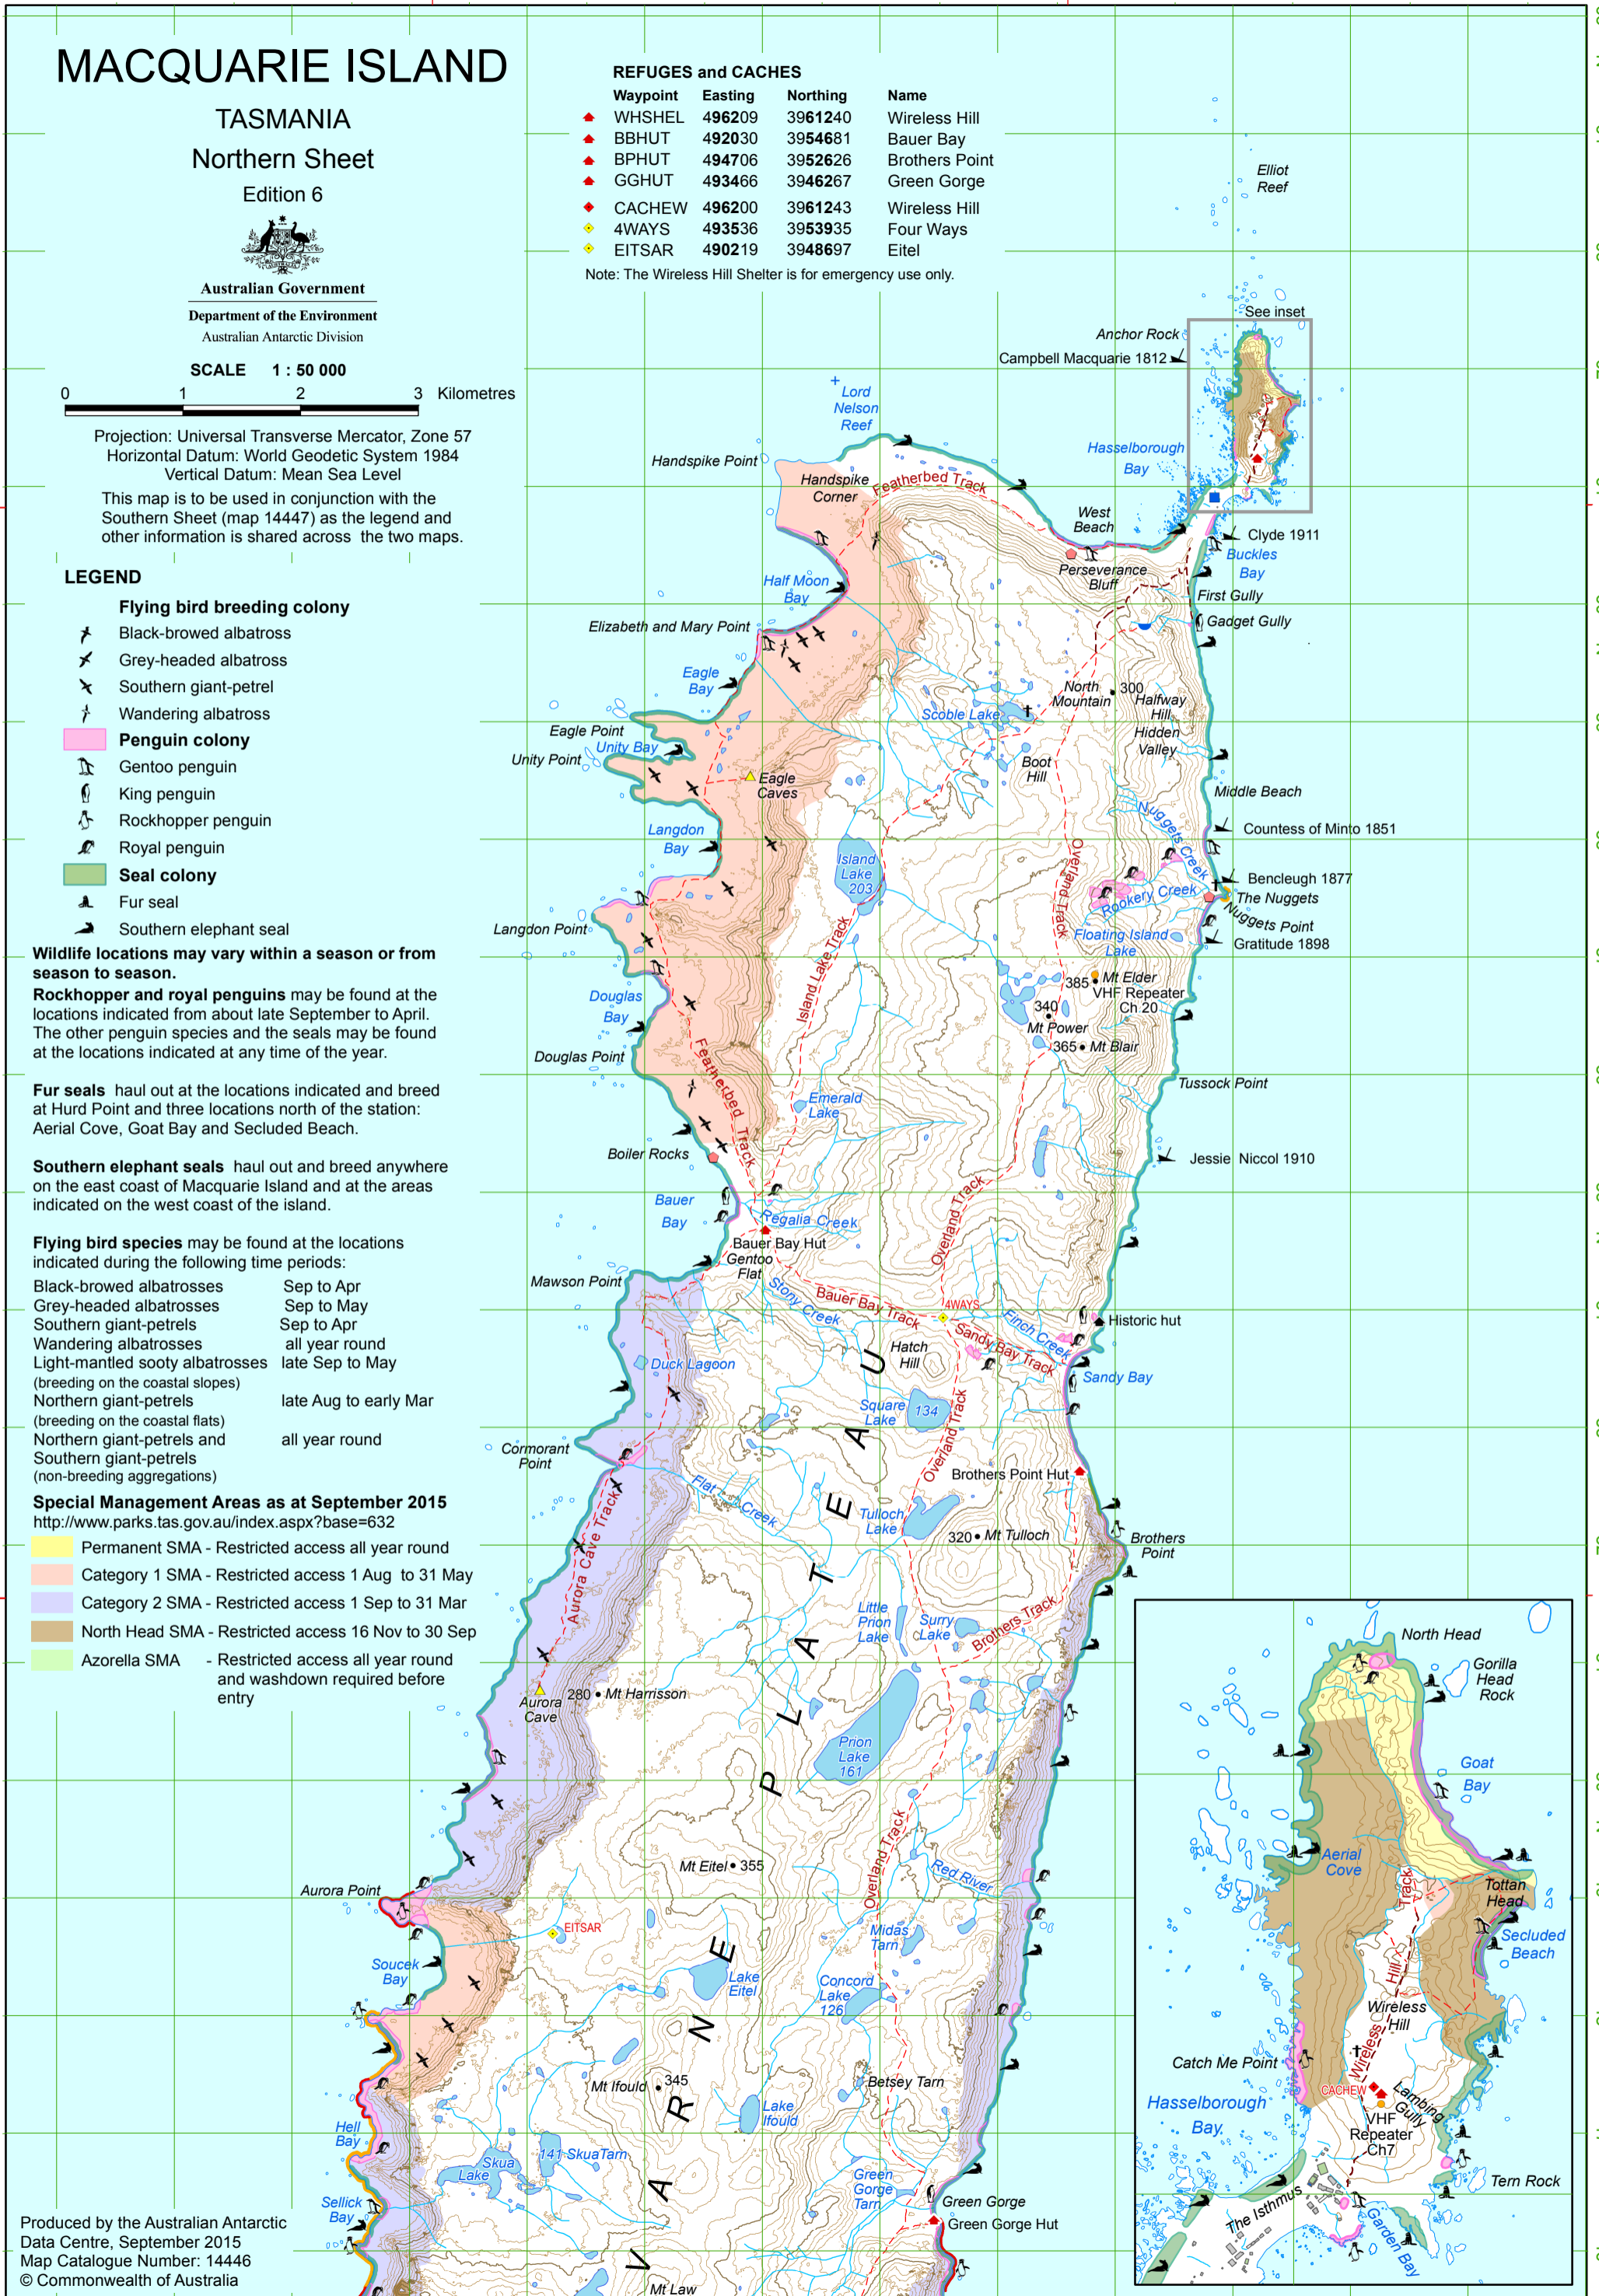 MACQUARIE ISLAND
TASMANIA
Northern Sheet
Edition 6
Australian Government
Department of the Environment
Australian Antarctic Division
SCALE 1 : 50 000
0 1 2 3 Kilometres
Projection: Universal Transverse Mercator, Zone 57
Horizontal Datum: World Geodetic System 1984
Vertical Datum: Mean Sea Level
This map is to be used in conjunction with the
Southern Sheet (map 14447) as the legend and
other information is shared across the two maps.
LEGEND
Flying bird breeding colony
Black-browed albatross
Grey-headed albatross
Southern giant-petrel
Wandering albatross
Penguin colony
Gentoo penguin
King penguin
Rockhopper penguin
Royal penguin
Seal colony
Fur seal
Southern elephant seal
Wildlife locations may vary within a season or from
season to season.
Rockhopper and royal penguins may be found at the
locations indicated from about late September to April.
The other penguin species and the seals may be found
at the locations indicated at any time of the year.
Fur seals haul out at the locations indicated and breed
at Hurd Point and three locations north of the station:
Aerial Cove, Goat Bay and Secluded Beach.
Southern elephant seals haul out and breed anywhere
on the east coast of Macquarie Island and at the areas
indicated on the west coast of the island.
Flying bird species may be found at the locations
indicated during the following time periods:
Black-browed albatrosses Sep to Apr
Grey-headed albatrosses Sep to May
Southern giant-petrels Sep to Apr
Wandering albatrosses all year round
Light-mantled sooty albatrosses late Sep to May
(breeding on the coastal slopes)
Northern giant-petrels late Aug to early Mar
(breeding on the coastal flats)
Northern giant-petrels and all year round
Southern giant-petrels
(non-breeding aggregations)
Special Management Areas as at September 2015
http://www.parks.tas.gov.au/index.aspx?base=632
Permanent SMA - Restricted access all year round
Category 1 SMA - Restricted access 1 Aug to 31 May
Category 2 SMA - Restricted access 1 Sep to 31 Mar
North Head SMA - Restricted access 16 Nov to 30 Sep
Azorella SMA - Restricted access all year round
and washdown required before
entry
Produced by the Australian Antarctic
Data Centre, September 2015
Map Catalogue Number: 14446
© Commonwealth of Australia
REFUGES and CACHES
Waypoint Easting Northing Name
WHSHEL 496209 3961240 Wireless Hill
BBHUT 492030 3954681 Bauer Bay
BPHUT 494706 3952626 Brothers Point
GGHUT 493466 3946267 Green Gorge
CACHEW 496200 3961243 Wireless Hill
4WAYS 493536 3953935 Four Ways
EITSAR 490219 3948697 Eitel
Note: The Wireless Hill Shelter is for emergency use only.
Elliot
Reef
See inset
Anchor Rock
Campbell Macquarie 1812
Lord
Nelson
Reef
Hasselborough
Bay
Handspike Point
Handspike
Corner
Featherbed Track
West
Beach
Clyde 1911
Buckles
Bay
Perseverance
Bluff
Half Moon
Bay
First Gully
Gadget Gully
Elizabeth and Mary Point
Eagle
Bay
North
Mountain
300
Halfway
Hill
Scoble Lake
Eagle Point
Unity Bay
Hidden
Valley
Unity Point
Boot
Hill
Eagle
Caves
Middle Beach
Nuggets Creek
Langdon
Bay
Countess of Minto 1851
Island
Lake
203
Overland Track
Bencleugh 1877
Rookery Creek
The Nuggets
Nuggets Point
Langdon Point
Island Lake Track
Floating Island
Lake
Gratitude 1898
385 Mt Elder
VHF Repeater
Ch 20
Douglas
Bay
340
Mt Power
365 Mt Blair
Douglas Point
Featherbed Track
Tussock Point
Emerald
Lake
Boiler Rocks
Jessie Niccol 1910
Bauer
Bay
Overland Track
Regalia Creek
Bauer Bay Hut
Gentoo
Flat
Mawson Point
Stony Creek
Bauer Bay Track
4WAYS
Sandy Bay Track
Finch Creek
Historic hut
Hatch
Hill
Duck Lagoon
Sandy Bay
Square
Lake
134
Overland Track
Cormorant
Point
Brothers Point Hut
Flat Creek
Tulloch
Lake
320 Mt Tulloch
Brothers
Point
Aurora Cave Track
Little
Prion
Lake
Surry
Lake
Brothers Track
Aurora
Cave
280 Mt Harrisson
Prion
Lake
161
Overland Track
Mt Eitel 355
Red River
Aurora Point
EITSAR
Midas
Tarn
Soucek
Bay
Lake
Eitel
Concord
Lake
126
Mt Ifould 345
Betsey Tarn
Lake
Ifould
Hell
Bay
Skua
Lake
141 SkuaTarn
Green
Gorge
Tarn
Green Gorge
Green Gorge Hut
Sellick
Bay
Mt Law
V A R N E
P L A T E A U
North Head
Gorilla
Head
Rock
Goat
Bay
Aerial
Cove
Tottan
Head
Secluded
Beach
Wireless Hill Track
Wireless
Hill
Catch Me Point
CACHEW
Lambing
Gully
Hasselborough
Bay
VHF
Repeater
Ch7
Tern Rock
The Isthmus
Garden Bay